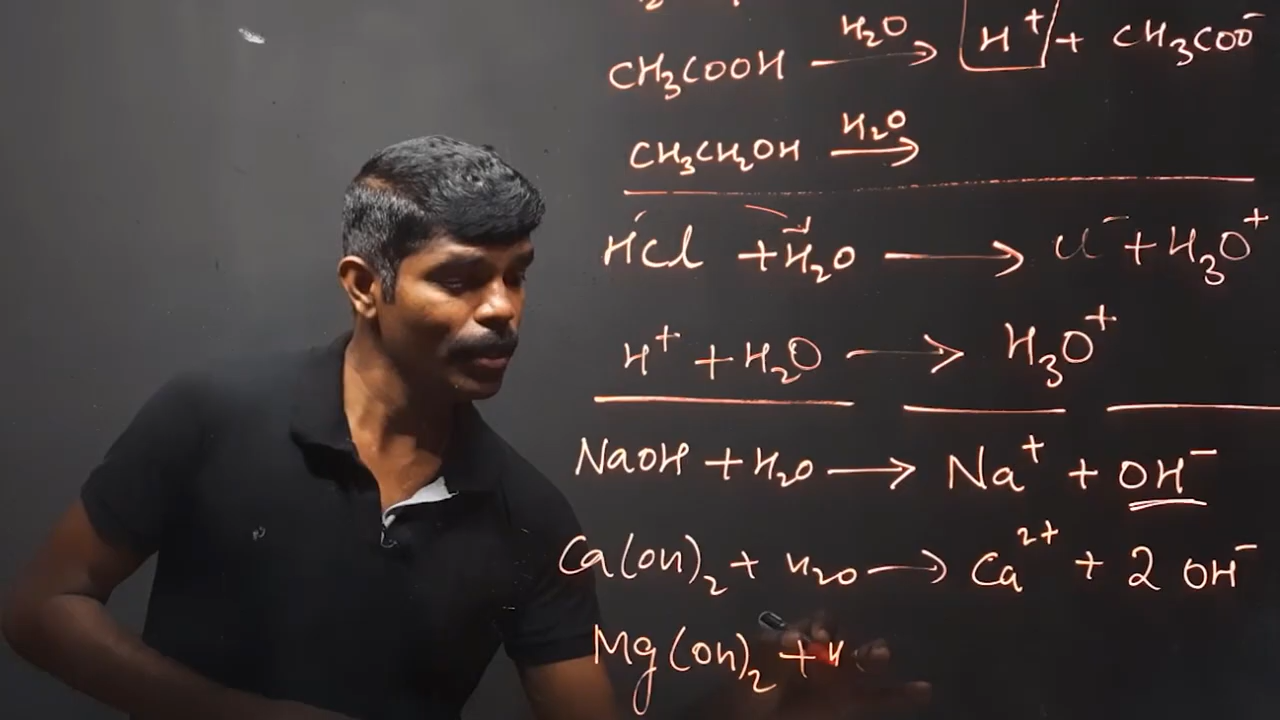 CH₃COOH —H₂O→ H⁺ + CH₃COO⁻
CH₃CH₂OH —H₂O→
HCl + H₂O → Cl⁻ + H₃O⁺
H⁺ + H₂O → H₃O⁺
NaOH + H₂O → Na⁺ + OH⁻
Ca(OH)₂ + H₂O → Ca²⁺ + 2 OH⁻
Mg(OH)₂ + H